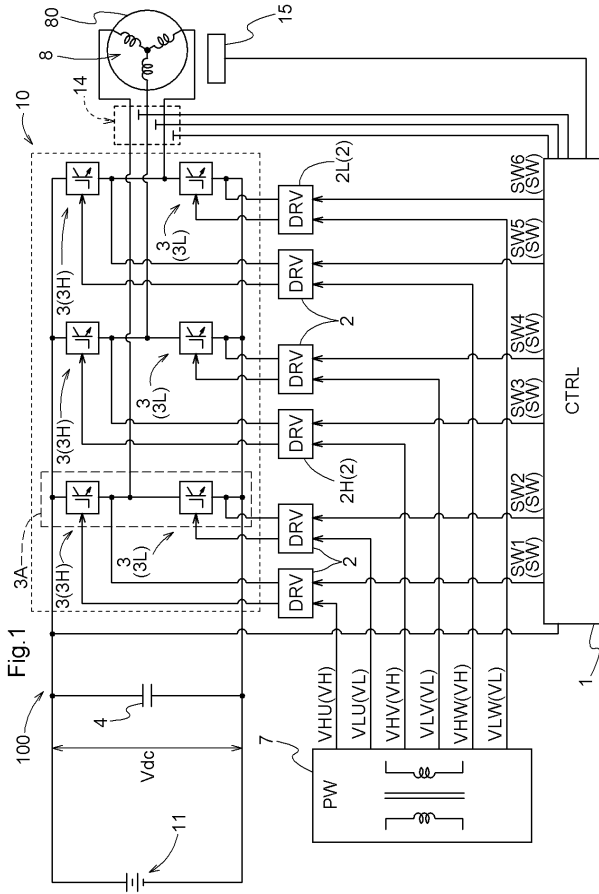 Fig.1
100
10
80
8
14
15
11
Vdc
4
3A
3(3H)
3(3H)
3(3H)
3
(3L)
3
(3L)
3
(3L)
DRV
DRV
DRV
DRV
DRV
DRV
2
2H(2)
2
2L(2)
7
PW
VHU(VH)
VLU(VL)
VHV(VH)
VLV(VL)
VHW(VH)
VLW(VL)
SW1
(SW)
SW2
(SW)
SW3
(SW)
SW4
(SW)
SW5
(SW)
SW6
(SW)
CTRL
1